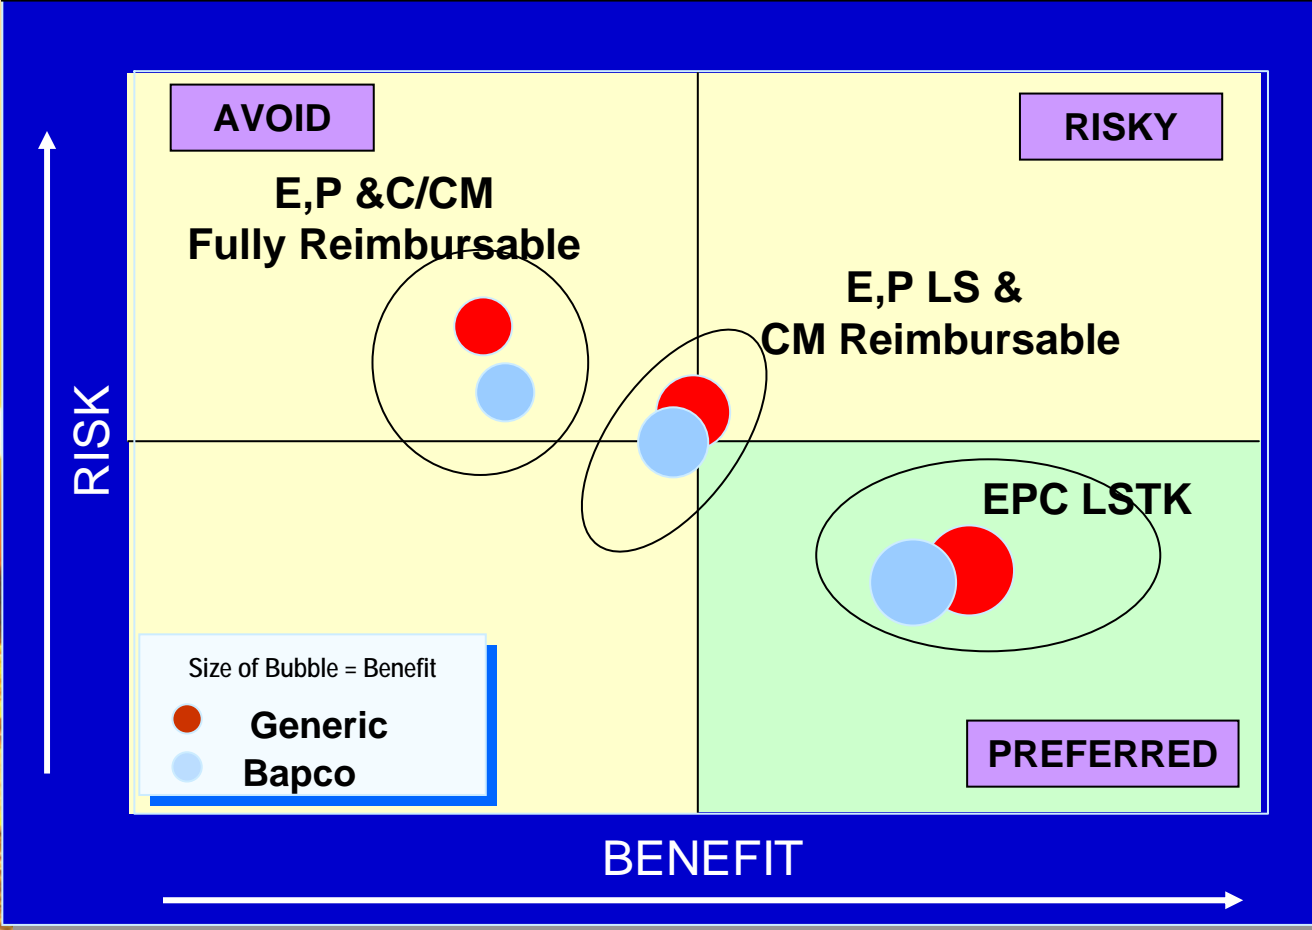 AVOID
RISKY
E,P &C/CM
Fully Reimbursable
E,P LS &
CM Reimbursable
RISK
EPC LSTK
Size of Bubble = Benefit
Generic
Bapco
PREFERRED
BENEFIT